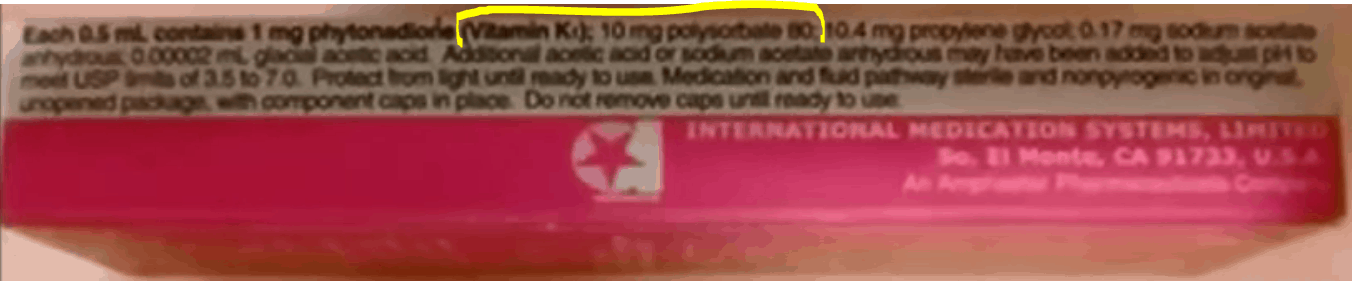 Each 0.5 mL contains 1 mg phytonadione (Vitamin K₁); 10 mg polysorbate 80; 10.4 mg propylene glycol; 0.17 mg sodium acetate
anhydrous; 0.00002 mL glacial acetic acid. Additional acetic acid or sodium acetate anhydrous may have been added to adjust pH to
meet USP limits of 3.5 to 7.0. Protect from light until ready to use. Medication and fluid pathway sterile and nonpyrogenic in original,
unopened package, with component caps in place. Do not remove caps until ready to use.
INTERNATIONAL MEDICATION SYSTEMS, LIMITED
So. El Monte, CA 91733, U.S.A.
An Amphastar Pharmaceuticals Company